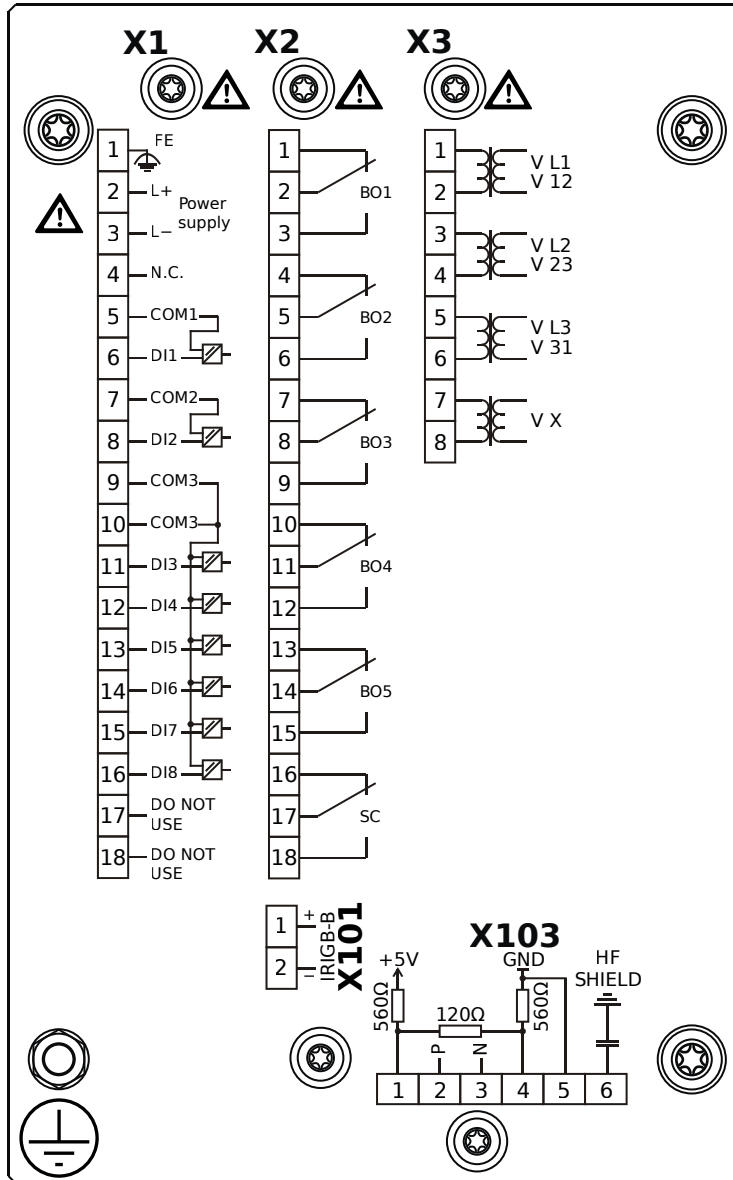 X1 X2 X3
1 FE
2 L+
3 L−
Power
supply
4 N.C.
5 COM1
6 DI1
7 COM2
8 DI2
9 COM3
10 COM3
11 DI3
12 DI4
13 DI5
14 DI6
15 DI7
16 DI8
17 DO NOT
USE
18 DO NOT
USE
1
2 BO1
3
4
5 BO2
6
7
8 BO3
9
10
11 BO4
12
13
14 BO5
15
16
17 SC
18
1 V L1
2 V 12
3 V L2
4 V 23
5 V L3
6 V 31
7 V X
8
1 +
2 −
IRIGB-B
X101
X103
+5V
GND
HF
SHIELD
560Ω
120Ω
560Ω
P
N
1 2 3 4 5 6